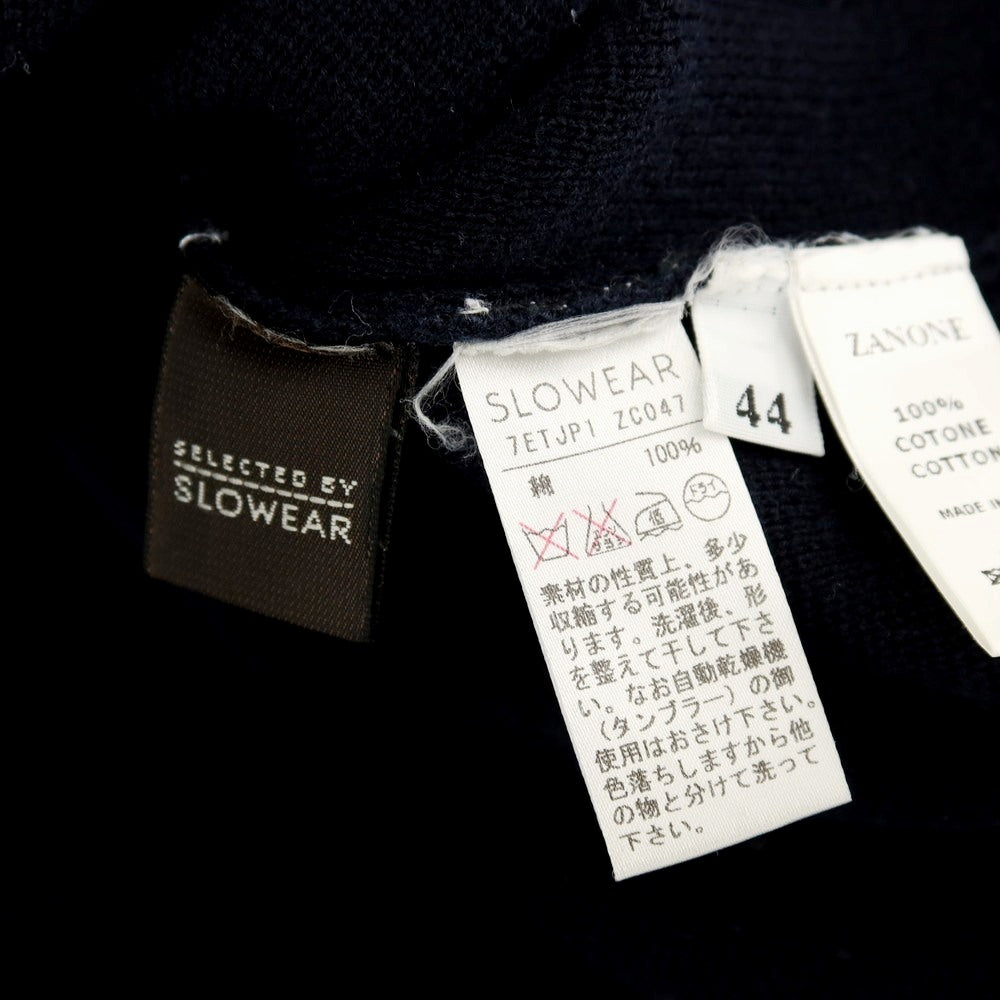 SELECTED BY
SLOWEAR
SLOWEAR
7ETJP1 ZC047
綿 100%
低 ドライ
素材の性質上、多少
収縮する可能性があ
ります。洗濯後、形
を整えて干して下さ
い。なお自動乾燥機
(タンブラー)の御
使用はおさけ下さい。
色落ちしますから他
の物と分けて洗って
下さい。
44
ZANONE
100%
COTONE
COTTON
MADE IN